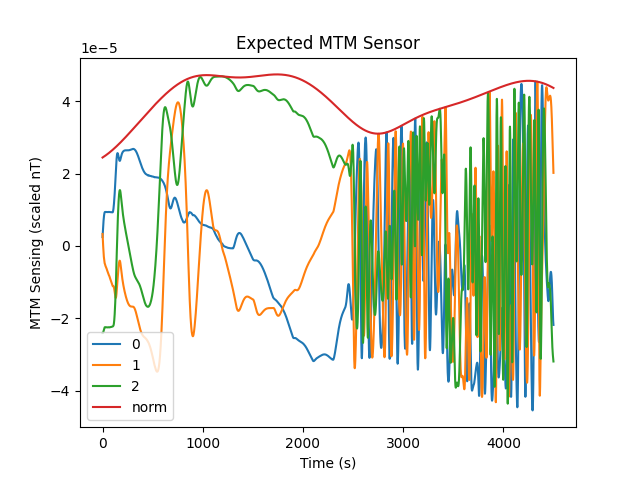 Expected MTM Sensor
1e−5
MTM Sensing (scaled nT)
4
2
0
−2
−4
0
1
2
norm
0
1000
2000
3000
4000
Time (s)